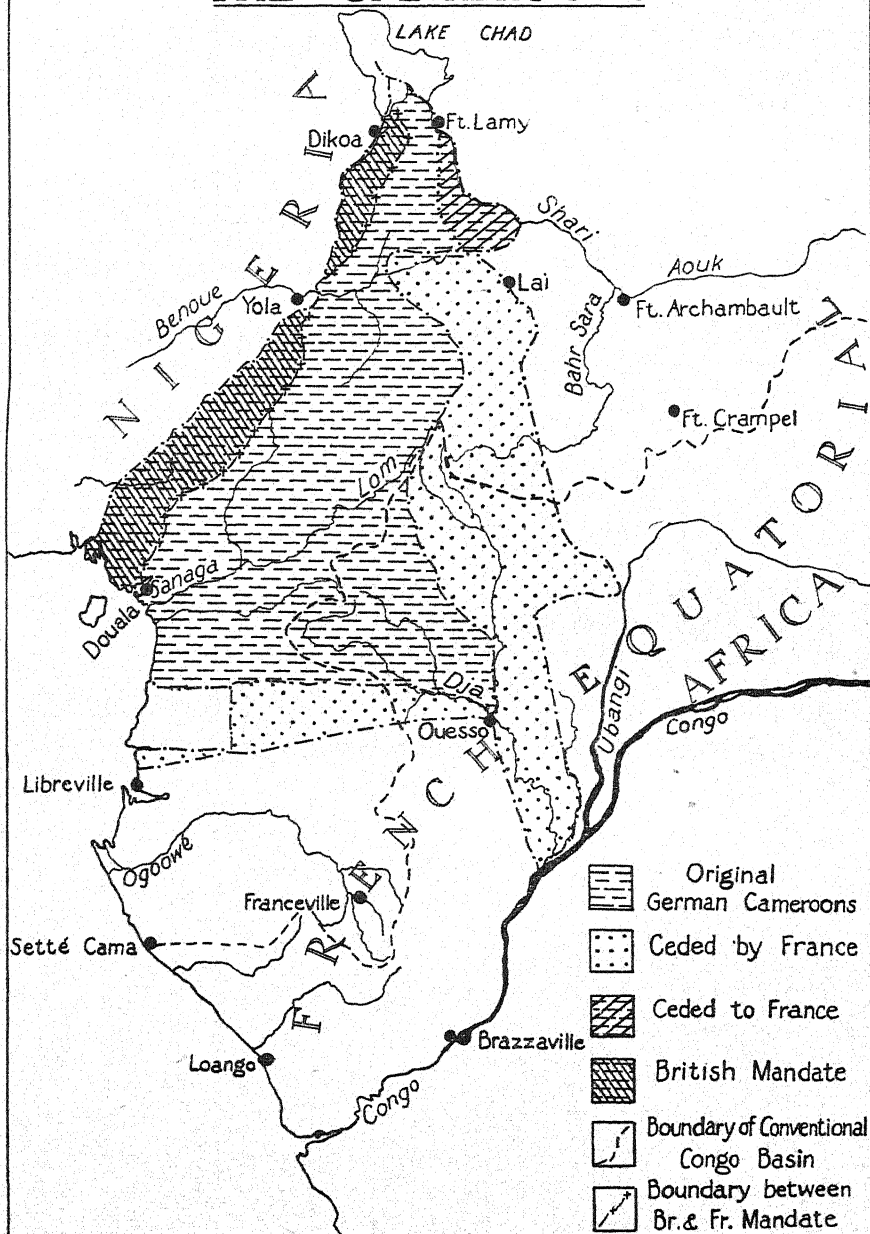 LAKE CHAD
NIGERIA
Dikoa
Ft. Lamy
Shari
Aouk
Lai
Benoue
Yola
Bahr Sara
Ft. Archambault
Ft. Crampel
Lom
Sanaga
Douala
Dja
Ouesso
Ubangi
Congo
FRENCH EQUATORIAL
AFRICA
Libreville
Ogoowé
Franceville
Setté Cama
Loango
Brazzaville
Congo
Original
German Cameroons
Ceded by France
Ceded to France
British Mandate
Boundary of Conventional
Congo Basin
Boundary between
Br. & Fr. Mandate